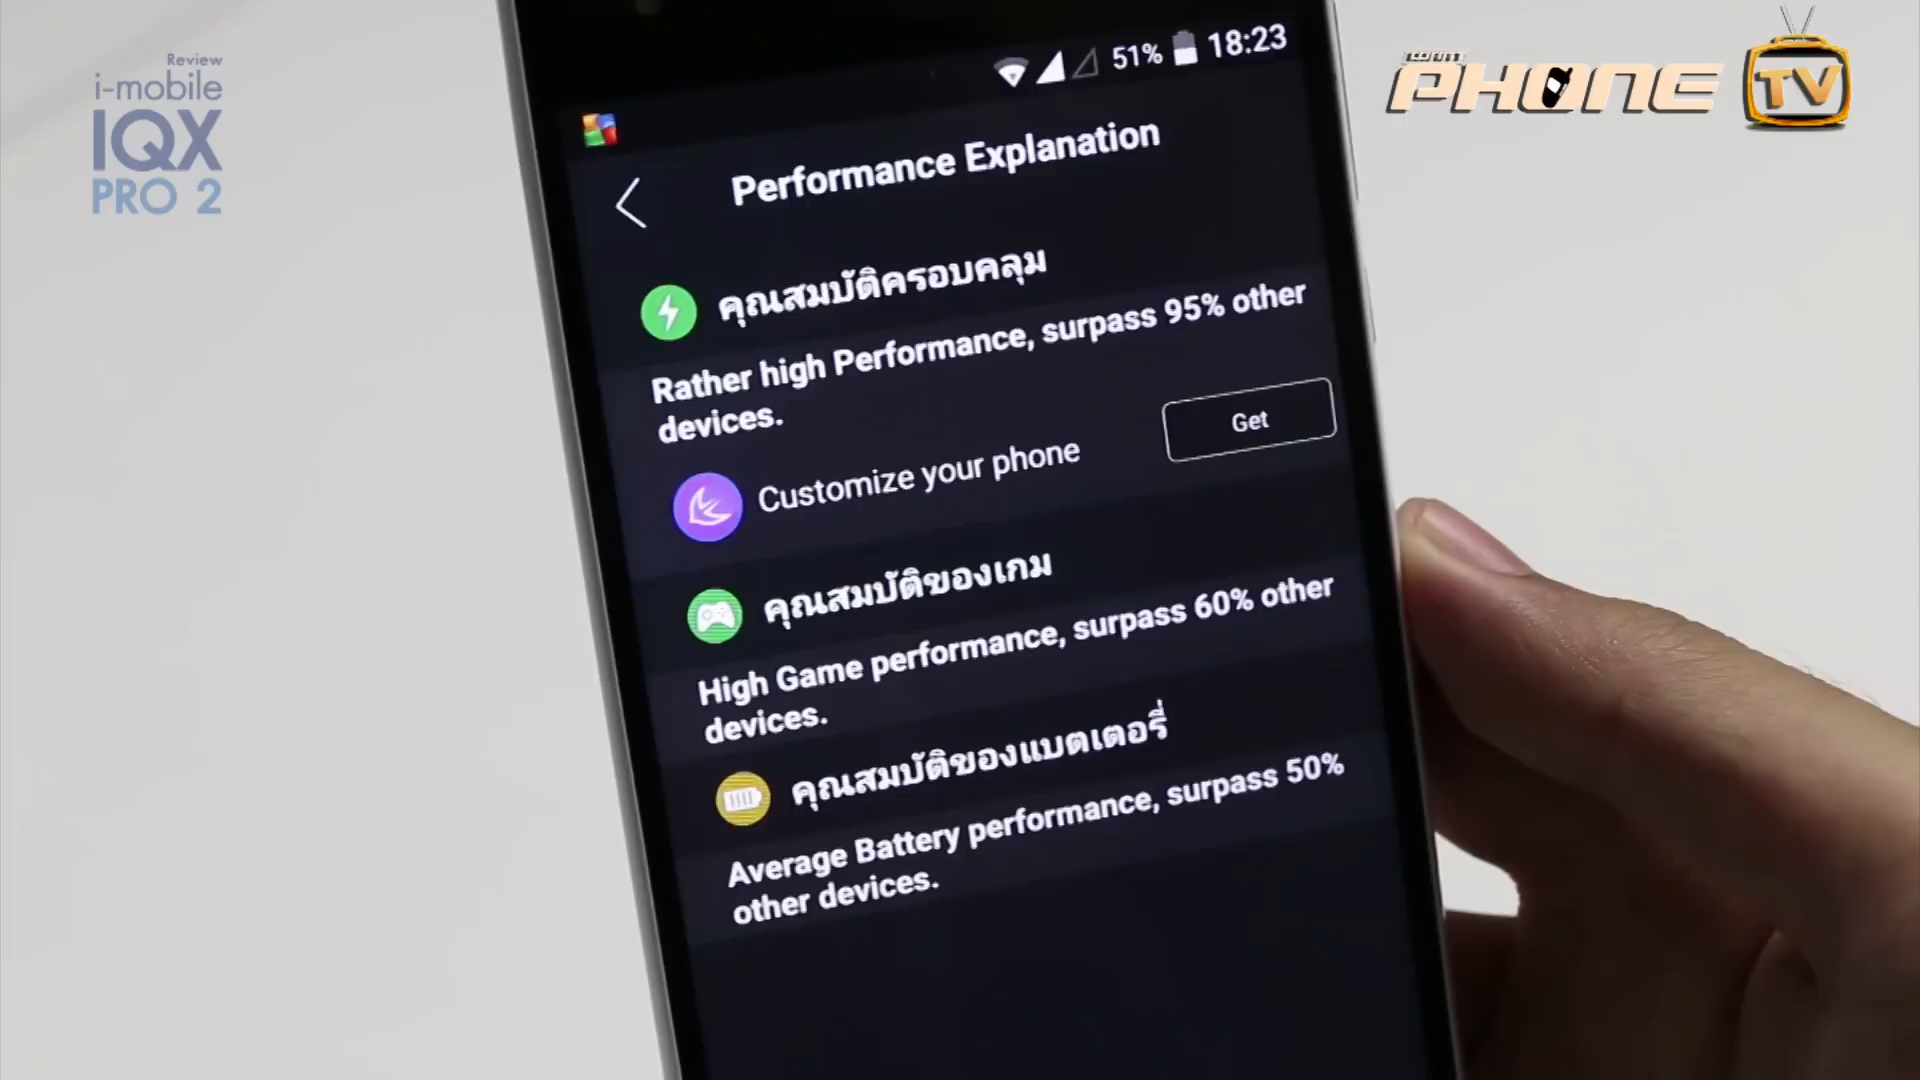 Review
i-mobile
IQX
PRO 2
I WANT
PHONE TV
51% 18:23
Performance Explanation
คุณสมบัติครอบคลุม
Rather high Performance, surpass 95% other
devices.
Customize your phone
Get
คุณสมบัติของเกม
High Game performance, surpass 60% other
devices.
คุณสมบัติของแบตเตอรี่
Average Battery performance, surpass 50%
other devices.